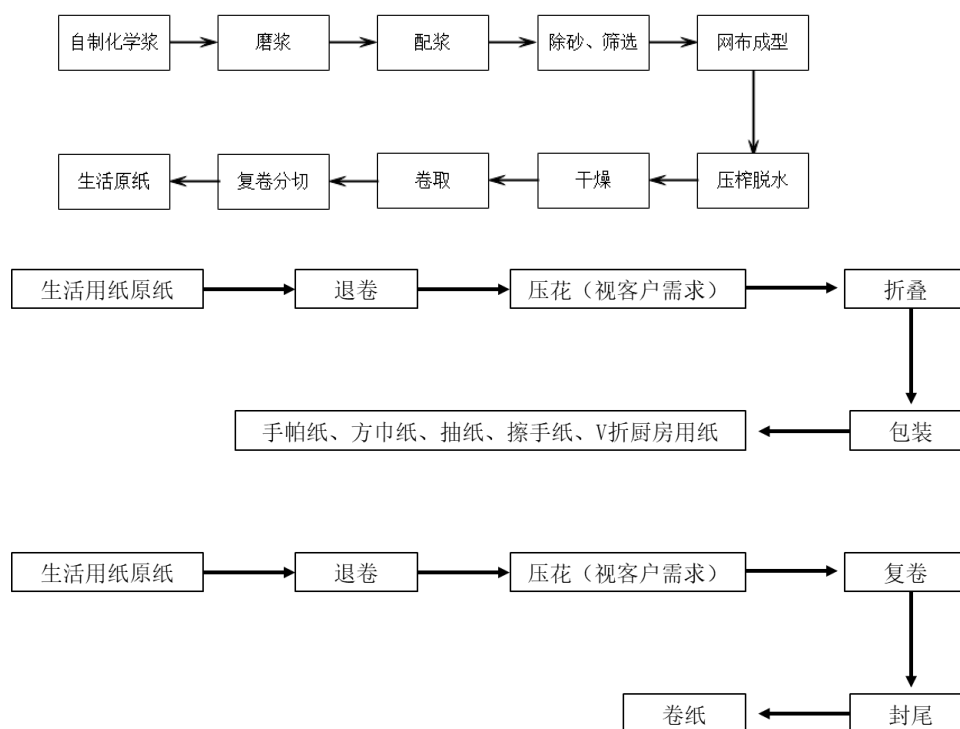 自制化学浆
磨浆
配浆
除砂、筛选
网布成型
压榨脱水
干燥
卷取
复卷分切
生活原纸
生活用纸原纸
退卷
压花（视客户需求）
折叠
包装
手帕纸、方巾纸、抽纸、擦手纸、V折厨房用纸
生活用纸原纸
退卷
压花（视客户需求）
复卷
封尾
卷纸